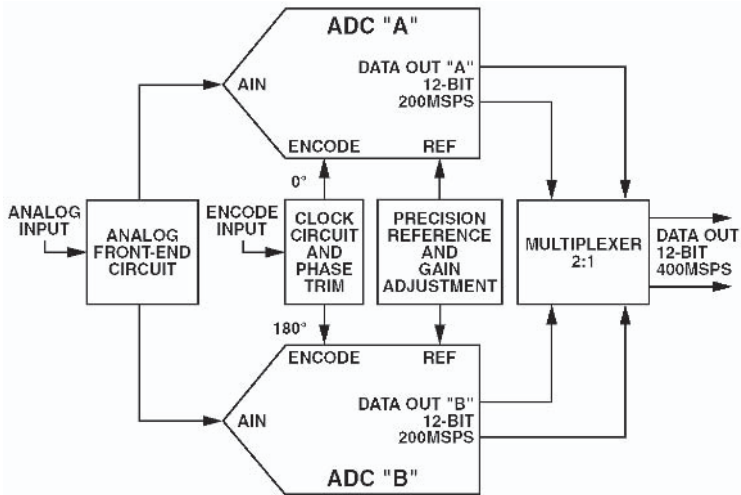 ADC "A"
DATA OUT "A"
AIN
12-BIT
200MSPS
ENCODE
REF
0°
ANALOG
INPUT
ANALOG
FRONT-END
CIRCUIT
ENCODE
INPUT
CLOCK
CIRCUIT
AND
PHASE
TRIM
PRECISION
REFERENCE
AND
GAIN
ADJUSTMENT
MULTIPLEXER
2:1
DATA OUT
12-BIT
400MSPS
180°
ENCODE
REF
AIN
DATA OUT "B"
12-BIT
200MSPS
ADC "B"